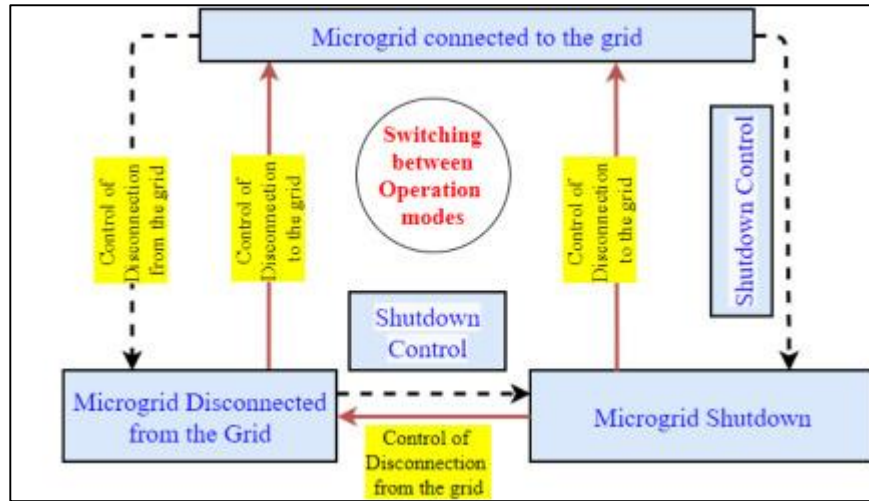 Microgrid connected to the grid
Control of
Disconnection
from the grid
Control of
Disconnection
to the grid
Switching
between
Operation
modes
Control of
Disconnection
to the grid
Shutdown Control
Shutdown
Control
Microgrid Disconnected
from the Grid
Control of
Disconnection
from the grid
Microgrid Shutdown